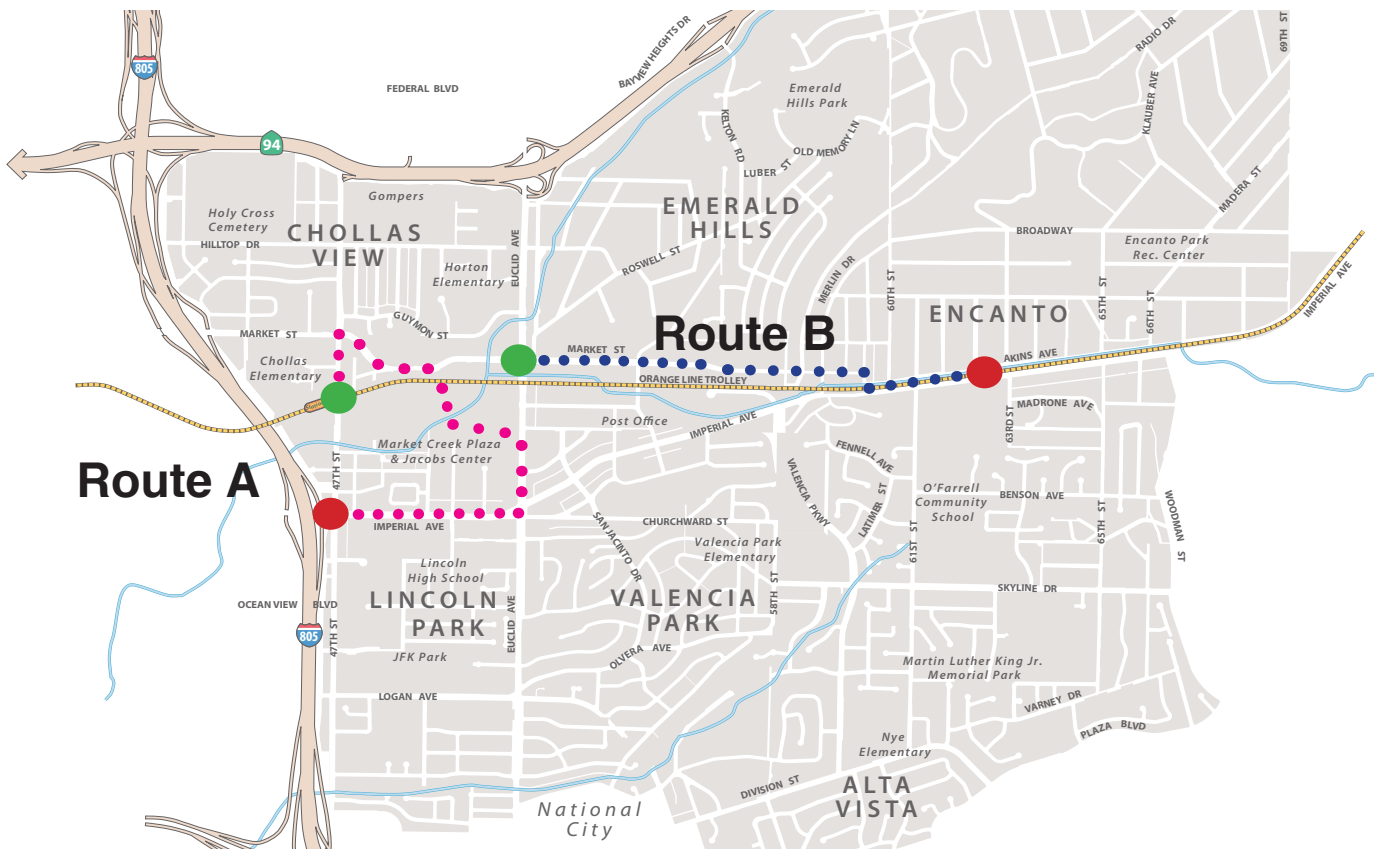 805
FEDERAL BLVD
BAYVIEW HEIGHTS DR
RADIO DR
69TH ST
Emerald
Hills Park
KLAUBER AVE
94
KELTON RD
OLD MEMORY LN
LUBER ST
Gompers
MADERA ST
Holy Cross
Cemetery
HILLTOP DR
CHOLLAS
VIEW
EMERALD
HILLS
BROADWAY
Encanto Park
Rec. Center
EUCLID AVE
ROSWELL ST
Horton
Elementary
MERLIN DR
60TH ST
65TH ST
66TH ST
IMPERIAL AVE
ENCANTO
GUYMON ST
MARKET ST
Route B
MARKET ST
AKINS AVE
Chollas
Elementary
ORANGE LINE TROLLEY
MADRONE AVE
63RD ST
Post Office
IMPERIAL AVE
Market Creek Plaza
& Jacobs Center
FENNELL AVE
Route A
47TH ST
VALENCIA PKWY
LATIMER ST
O'Farrell
Community
School
BENSON AVE
65TH ST
WOODMAN ST
IMPERIAL AVE
CHURCHWARD ST
SAN JACINTO DR
Valencia Park
Elementary
61ST ST
Lincoln
High School
58TH ST
SKYLINE DR
OCEAN VIEW BLVD
LINCOLN
PARK
VALENCIA
PARK
EUCLID AVE
805
47TH ST
JFK Park
OLVERA AVE
Martin Luther King Jr.
Memorial Park
LOGAN AVE
VARNEY DR
PLAZA BLVD
Nye
Elementary
DIVISION ST
ALTA
VISTA
National
City